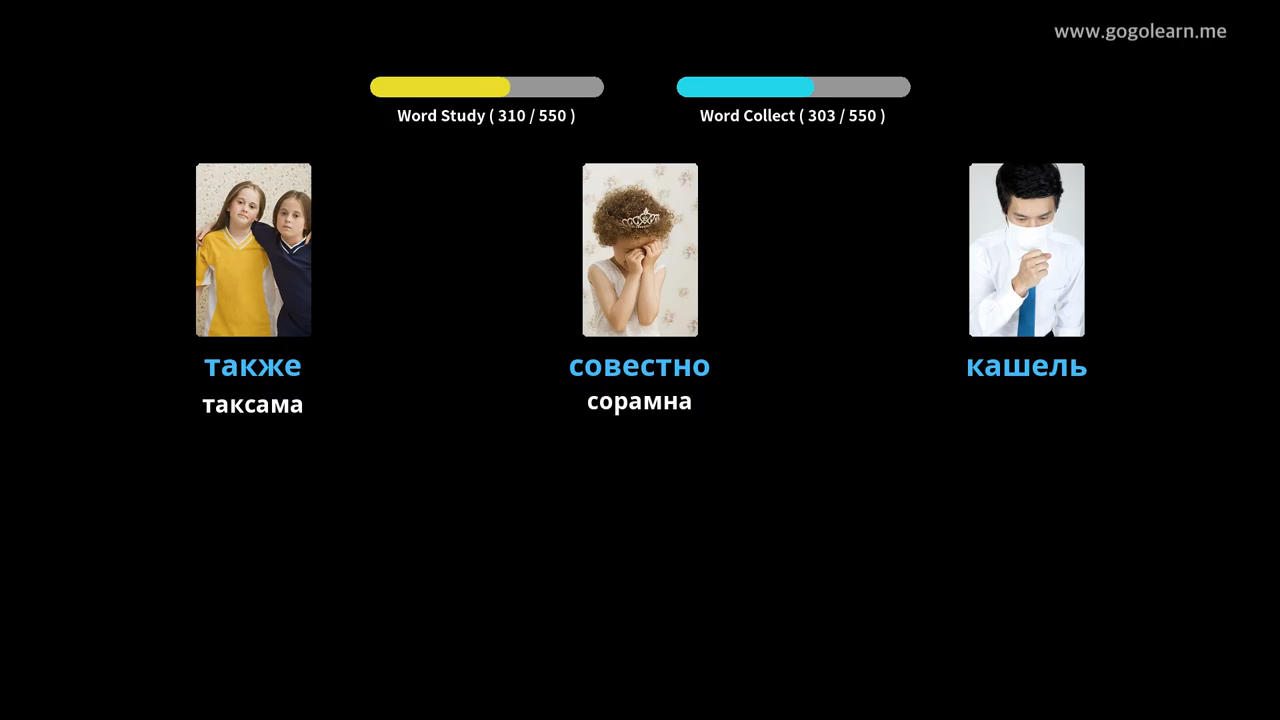 www.gogolearn.me
Word Study ( 310 / 550 )
Word Collect ( 303 / 550 )
также
совестно
кашель
таксама
сорамна